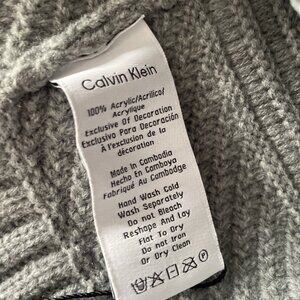 Calvin Klein
100% Acrylic/Acrílico/
Acrylique
Exclusive Of Decoration
Exclusivo Para Decoración
À l'exclusion de la
décoration
Made in Cambodia
Hecho En Camboya
Fabriqué Au Cambodge
Hand Wash Cold
Wash Separately
Do not Bleach
Reshape And Lay
Flat To Dry
Do not Iron
Or Dry Clean